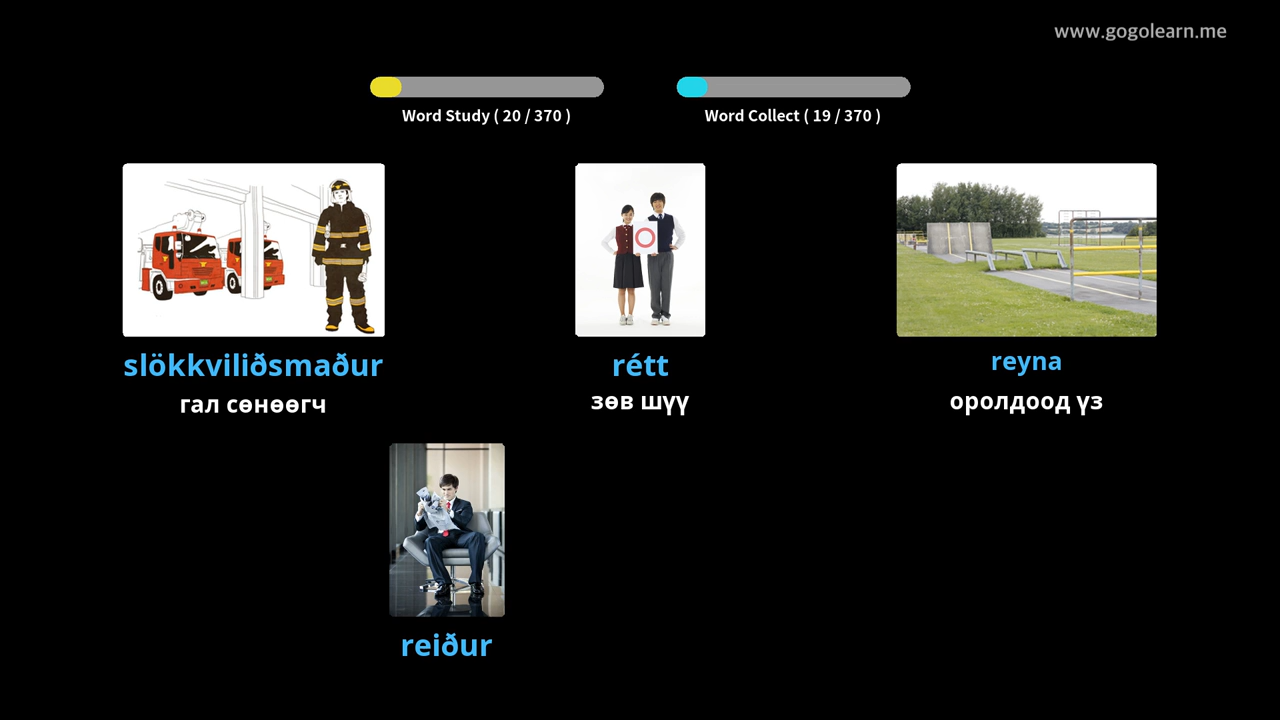 www.gogolearn.me
Word Study ( 20 / 370 )
Word Collect ( 19 / 370 )
slökkviliðsmaður
rétt
reyna
гал сөнөөгч
зөв шүү
оролдоод үз
reiður